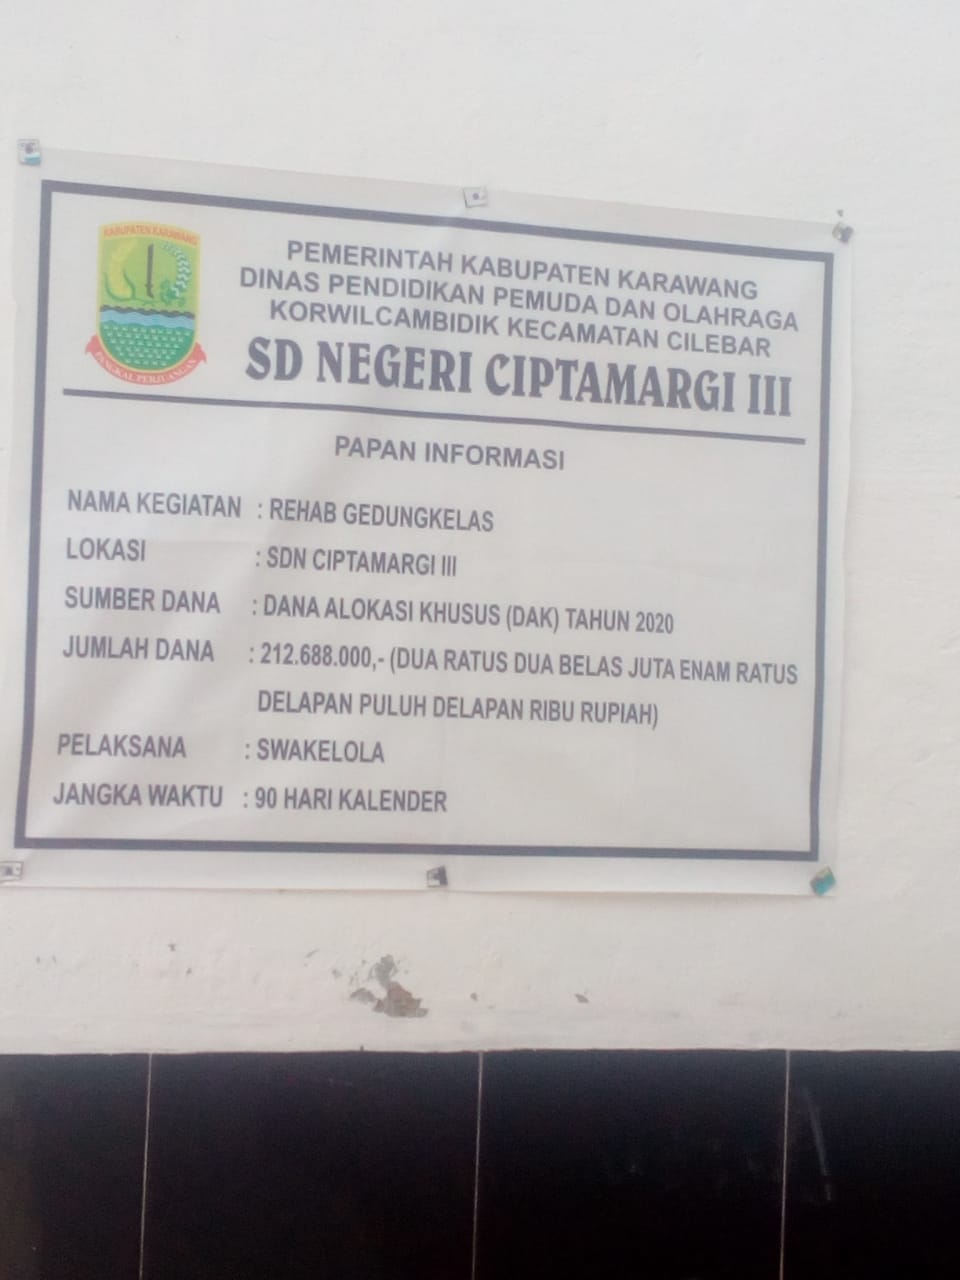 KABUPATEN KARAWANG
PANGKAL PERJUANGAN
PEMERINTAH KABUPATEN KARAWANG
DINAS PENDIDIKAN PEMUDA DAN OLAHRAGA
KORWILCAMBIDIK KECAMATAN CILEBAR
SD NEGERI CIPTAMARGI III
PAPAN INFORMASI
NAMA KEGIATAN : REHAB GEDUNGKELAS
LOKASI : SDN CIPTAMARGI III
SUMBER DANA : DANA ALOKASI KHUSUS (DAK) TAHUN 2020
JUMLAH DANA : 212.688.000,- (DUA RATUS DUA BELAS JUTA ENAM RATUS
DELAPAN PULUH DELAPAN RIBU RUPIAH)
PELAKSANA : SWAKELOLA
JANGKA WAKTU : 90 HARI KALENDER